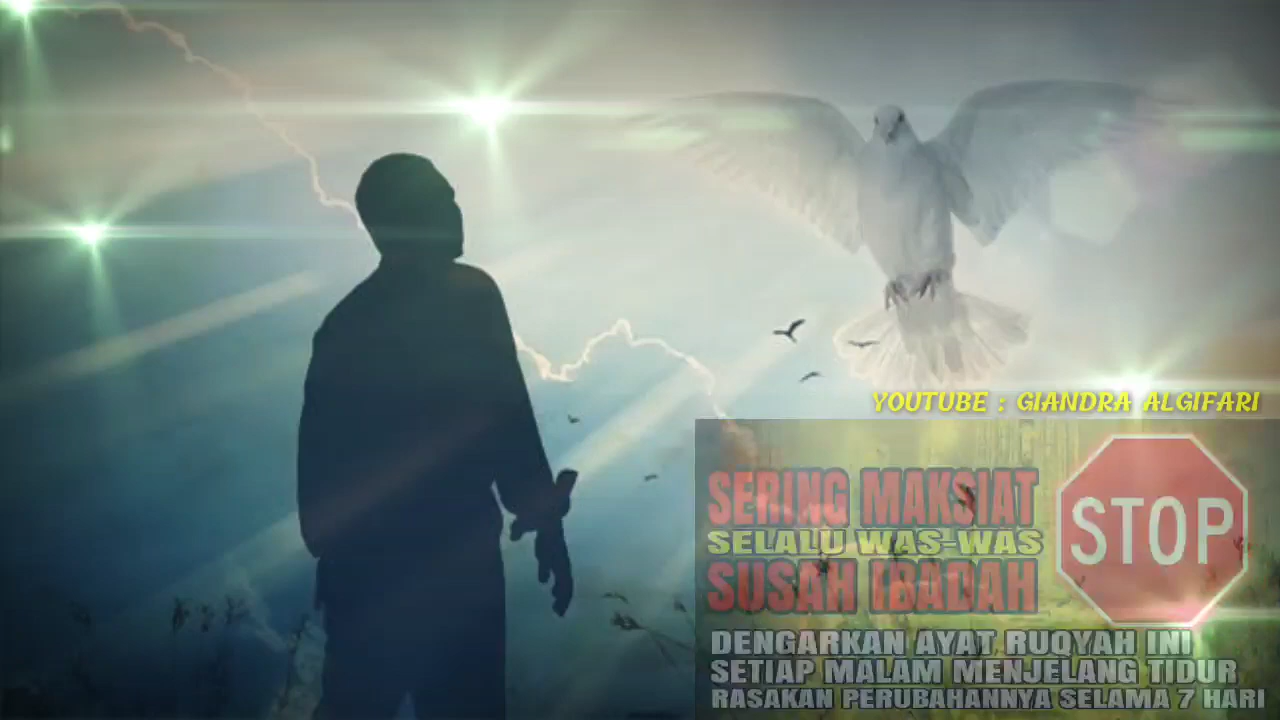 YOUTUBE : GIANDRA ALGIFARI
SERING MAKSIAT
SELALU WAS-WAS
SUSAH IBADAH
STOP
DENGARKAN AYAT RUQYAH INI
SETIAP MALAM MENJELANG TIDUR
RASAKAN PERUBAHANNYA SELAMA 7 HARI